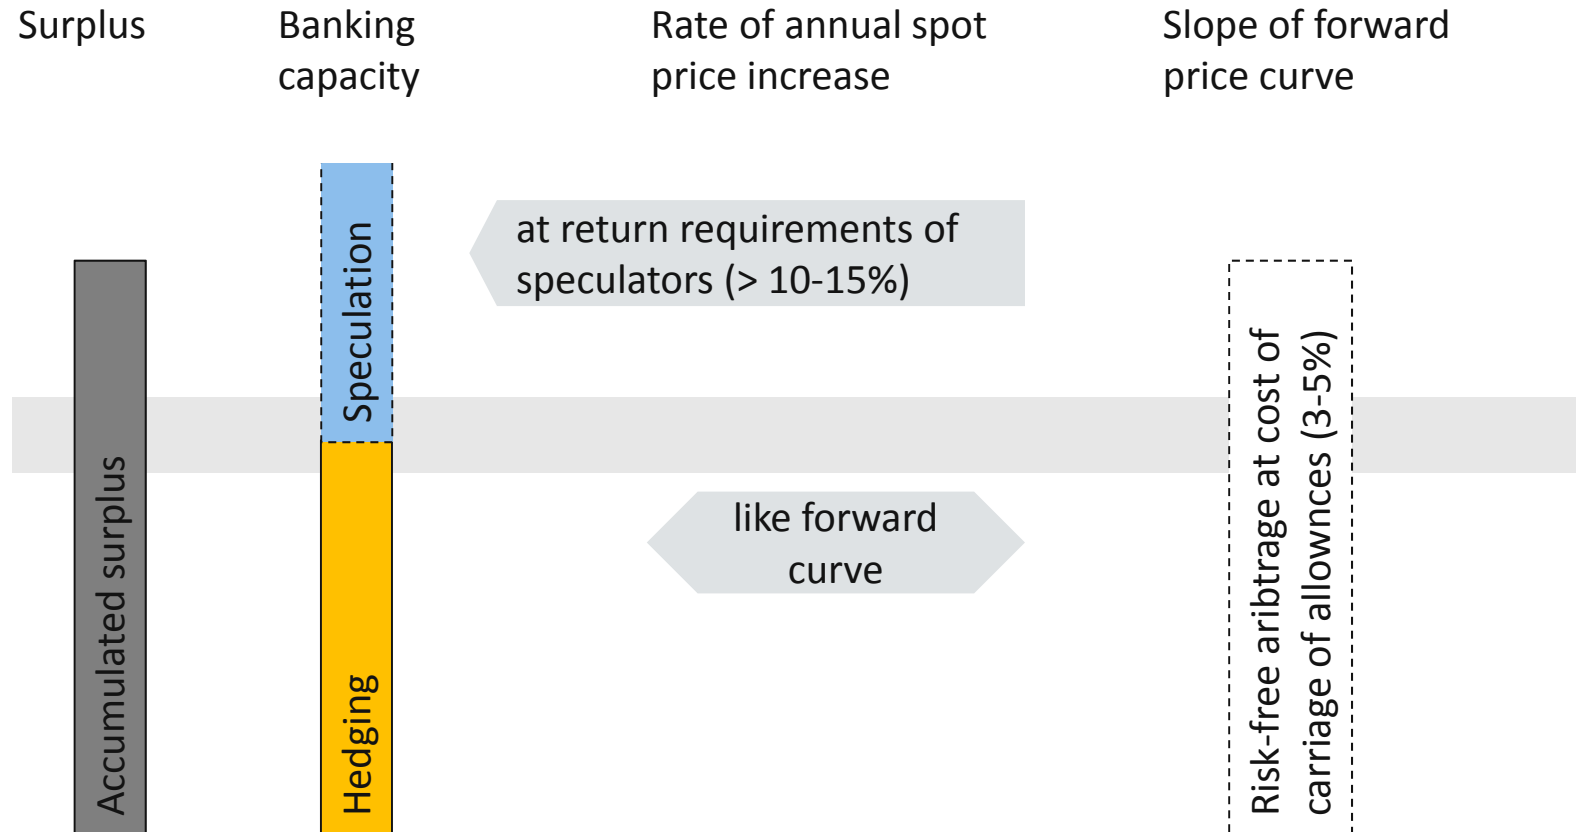 Surplus
Banking
capacity
Rate of annual spot
price increase
Slope of forward
price curve
at return requirements of
speculators (> 10-15%)
like forward
curve
Accumulated surplus
Speculation
Hedging
Risk-free aribtrage at cost of
carriage of allownces (3-5%)